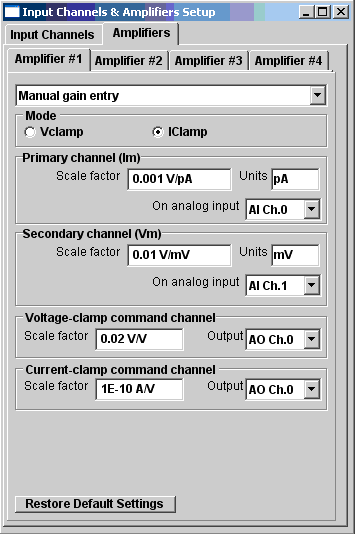 Input Channels & Amplifiers Setup
Input Channels Amplifiers
Amplifier #1 Amplifier #2 Amplifier #3 Amplifier #4
Manual gain entry
Mode
Vclamp IClamp
Primary channel (Im)
Scale factor 0.001 V/pA Units pA
On analog input AI Ch.0
Secondary channel (Vm)
Scale factor 0.01 V/mV Units mV
On analog input AI Ch.1
Voltage-clamp command channel
Scale factor 0.02 V/V Output AO Ch.0
Current-clamp command channel
Scale factor 1E-10 A/V Output AO Ch.0
Restore Default Settings